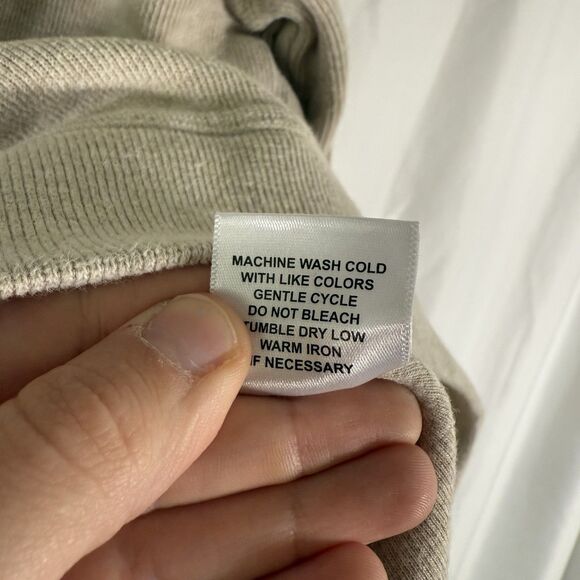 MACHINE WASH COLD
WITH LIKE COLORS
GENTLE CYCLE
DO NOT BLEACH
TUMBLE DRY LOW
WARM IRON
IF NECESSARY